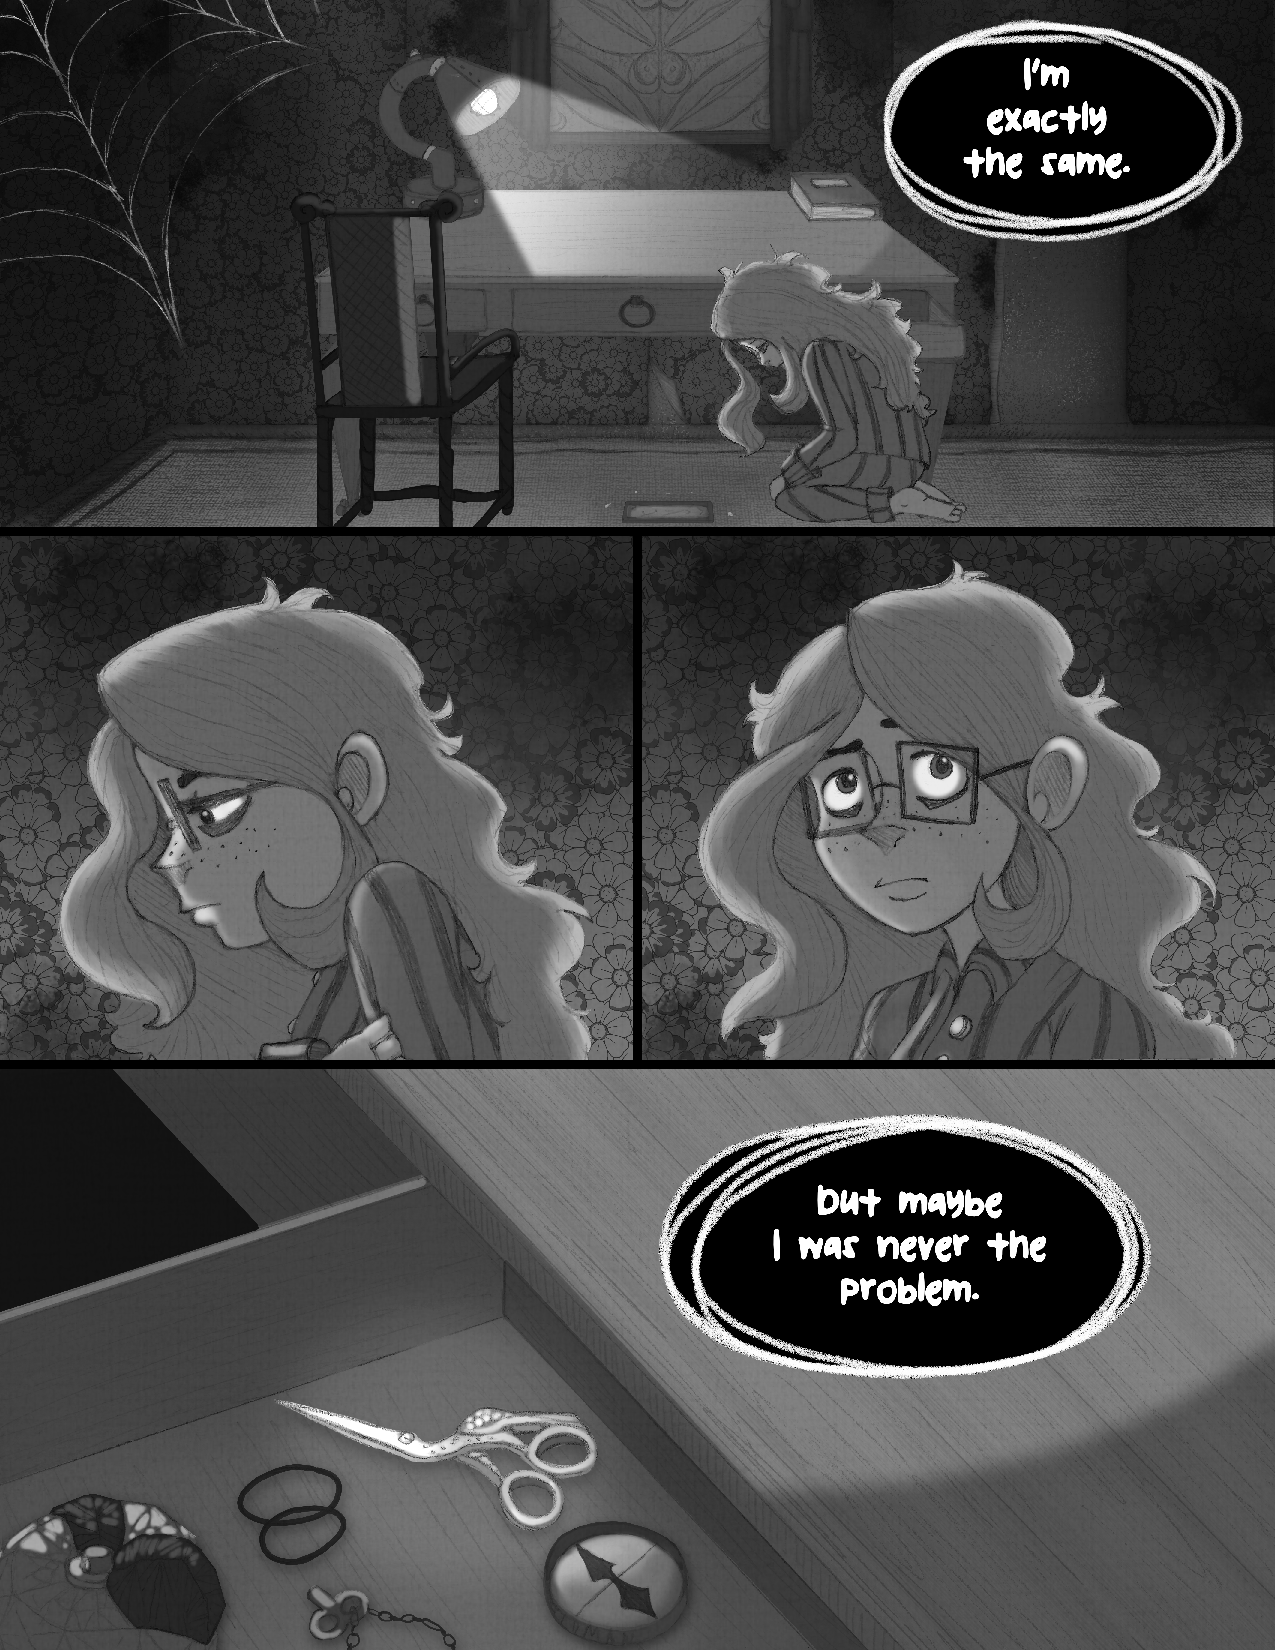 I'm
exactly
the same.
but maybe
I was never the
problem.